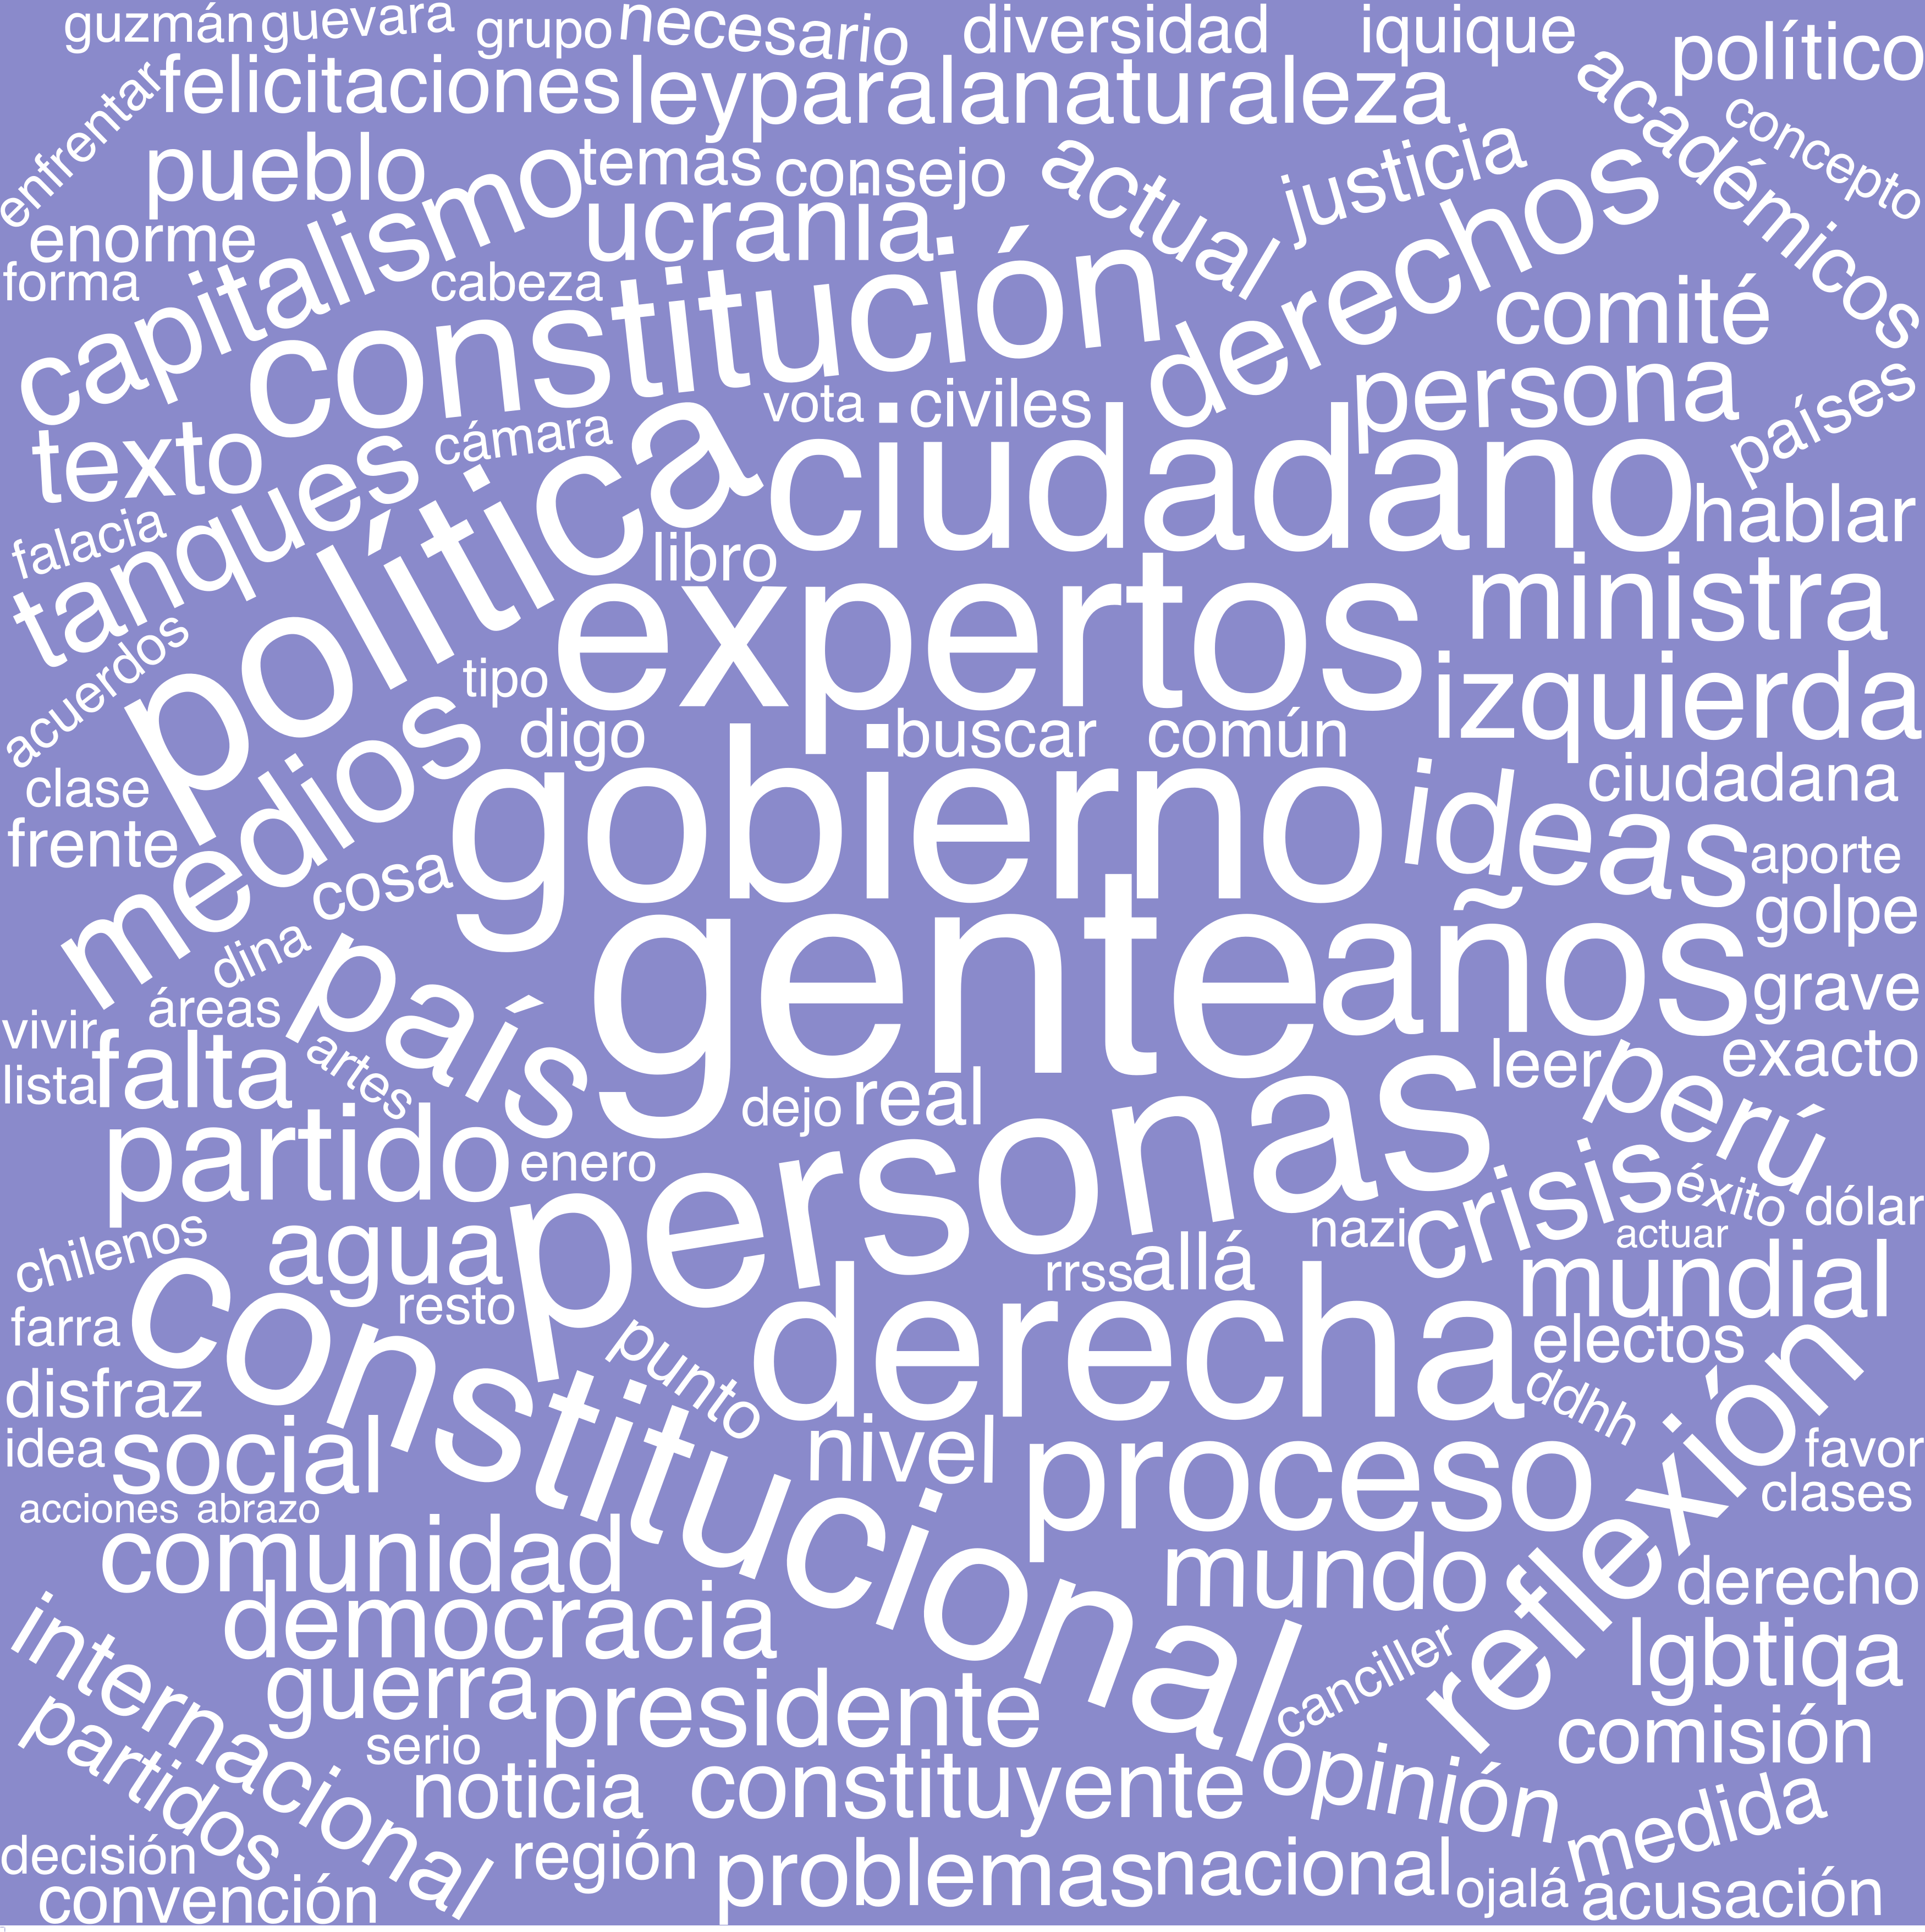 guzmán guevara grupo necesario diversidad iquique político
enfrentar felicitaciones leyparalanaturaleza académicos concepto
pueblo capitalismo temas consejo actual justicia
enorme ucrania derechos
forma cabeza constitución comité
vota civiles persona países
texto cámara ciudadano hablar
falacia tanques política libro
expertos ministra
acuerdos tipo izquierda
digo buscar común
clase medios gobierno ideas ciudadana
frente cosa aporte
golpe
dina gente años grave
vivir áreas país
falta artes leer perú exacto
lista dejo real
partido enero personas crisis éxito dólar
chilenos agua nazi actuar
rrss allá mundial
farra resto derecha electos
disfraz constitucional punto ddhh reflexión
idea social nivel proceso favor
clases
acciones abrazo
comunidad mundo derecho
democracia
internacional guerra presidente canciller lgbtiqa
partidos serio comisión
noticia constituyente opinión medida
decisión región problemas nacional ojalá acusación
convención